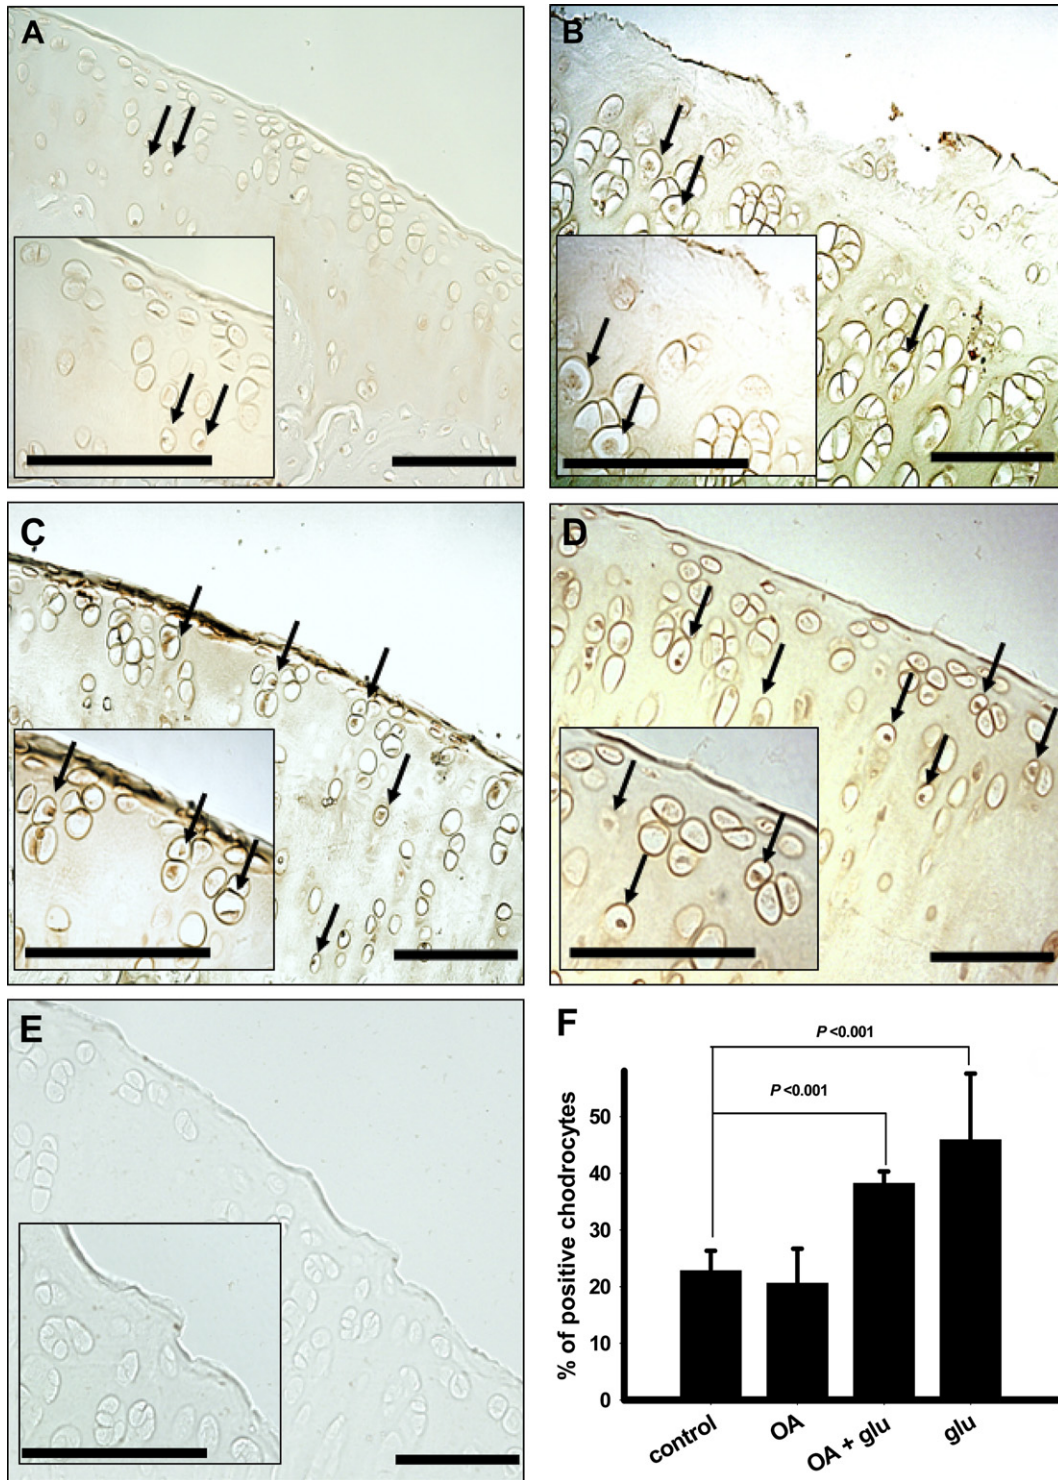 A
B
C
D
E
F
P <0.001
P <0.001
% of positive chodrocytes
50
40
30
20
10
0
control
OA
OA + glu
glu